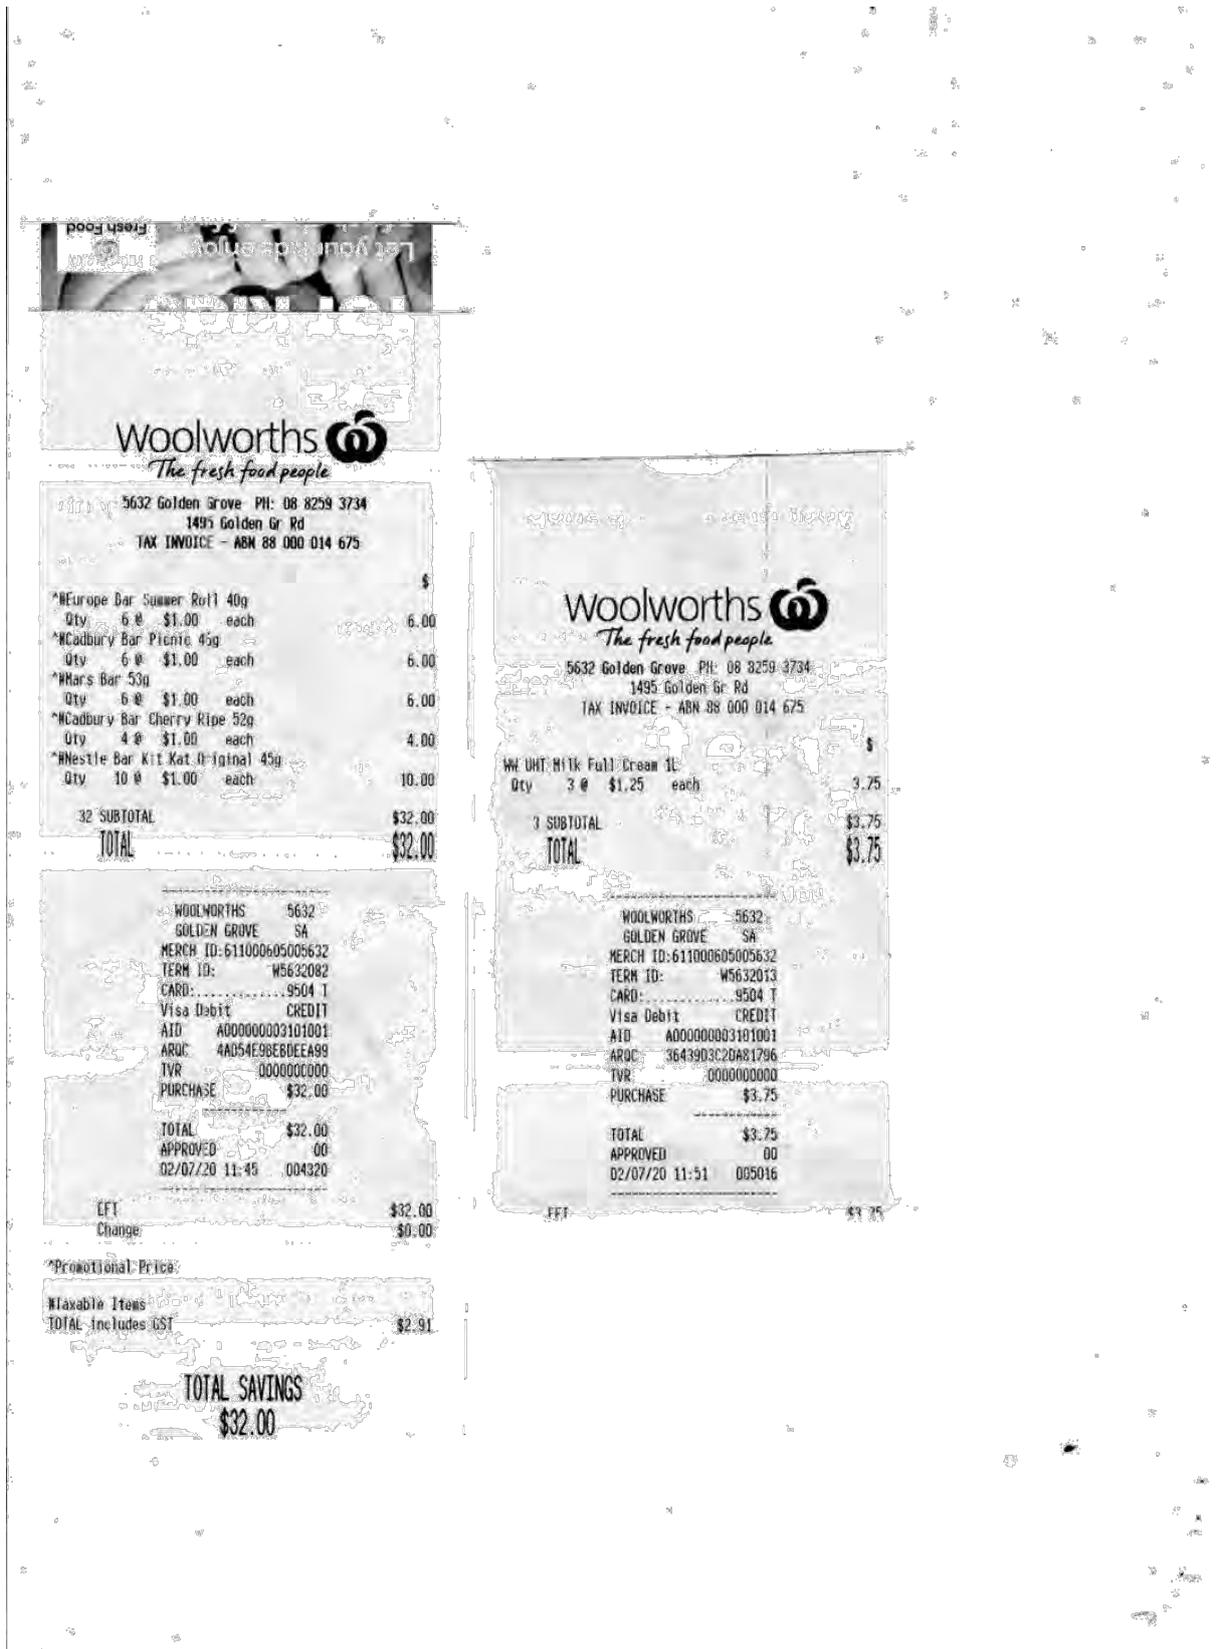 Fresh Food
Let your kids enjoy
Woolworths
The fresh food people
5632 Golden Grove PH: 08 8259 3734
1495 Golden Gr Rd
TAX INVOICE - ABN 88 000 014 675
$
^#Europe Bar Summer Roll 40g
Qty 6 @ $1.00 each 6.00
^#Cadbury Bar Picnic 46g
Qty 6 @ $1.00 each 6.00
^#Mars Bar 53g
Qty 6 @ $1.00 each 6.00
^#Cadbury Bar Cherry Ripe 52g
Qty 4 @ $1.00 each 4.00
^#Nestle Bar Kit Kat Original 45g
Qty 10 @ $1.00 each 10.00
32 SUBTOTAL $32.00
TOTAL $32.00
WOOLWORTHS 5632
GOLDEN GROVE SA
MERCH ID:611000605005632
TERM ID: W5632082
CARD:..............9504 T
Visa Debit CREDIT
AID A000000003101001
ARQC 4AD54E9BEBDEEA99
TVR 0000000000
PURCHASE $32.00
TOTAL $32.00
APPROVED 00
02/07/20 11:45 004320
EFT $32.00
Change $0.00
^Promotional Price
#Taxable Items
TOTAL includes GST $2.91
TOTAL SAVINGS
$32.00
Woolworths
The fresh food people
5632 Golden Grove PH: 08 8259 3734
1495 Golden Gr Rd
TAX INVOICE - ABN 88 000 014 675
$
WW UHT Milk Full Cream 1L
Qty 3 @ $1.25 each 3.75
3 SUBTOTAL $3.75
TOTAL $3.75
WOOLWORTHS 5632
GOLDEN GROVE SA
MERCH ID:611000605005632
TERM ID: W5632013
CARD:..............9504 T
Visa Debit CREDIT
AID A000000003101001
ARQC 36439D3C2DA81796
TVR 0000000000
PURCHASE $3.75
TOTAL $3.75
APPROVED 00
02/07/20 11:51 005016
EFT $3.75